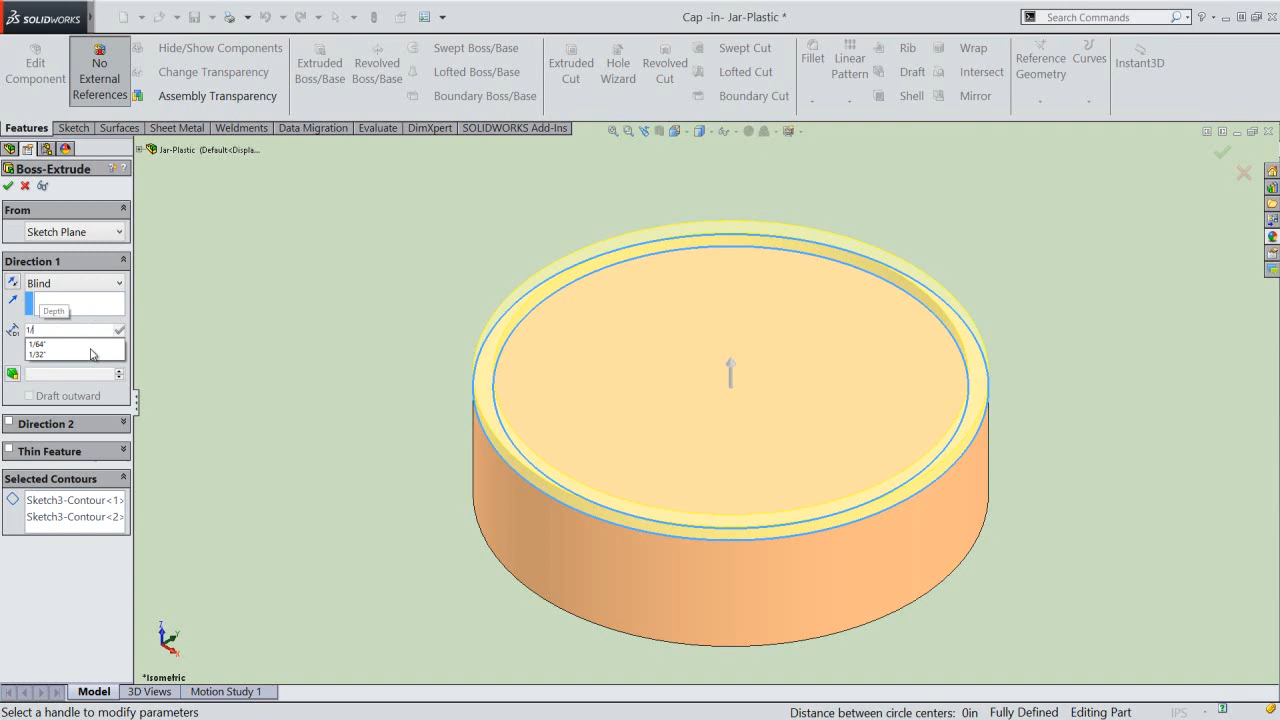 SOLIDWORKS
Cap -in- Jar-Plastic *
Search Commands
Edit Component
No External References
Hide/Show Components
Change Transparency
Assembly Transparency
Extruded Boss/Base
Revolved Boss/Base
Swept Boss/Base
Lofted Boss/Base
Boundary Boss/Base
Extruded Cut
Hole Wizard
Revolved Cut
Swept Cut
Lofted Cut
Boundary Cut
Fillet
Linear Pattern
Rib
Draft
Shell
Wrap
Intersect
Mirror
Reference Geometry
Curves
Instant3D
Features Sketch Surfaces Sheet Metal Weldments Data Migration Evaluate DimXpert SOLIDWORKS Add-Ins
Jar-Plastic (Default<Displa...
Boss-Extrude
From
Sketch Plane
Direction 1
Blind
Depth
1/
1/64"
1/32"
Draft outward
Direction 2
Thin Feature
Selected Contours
Sketch3-Contour<1>
Sketch3-Contour<2>
Z
Y
X
*Isometric
Model 3D Views Motion Study 1
Select a handle to modify parameters
Distance between circle centers: 0in Fully Defined Editing Part IPS